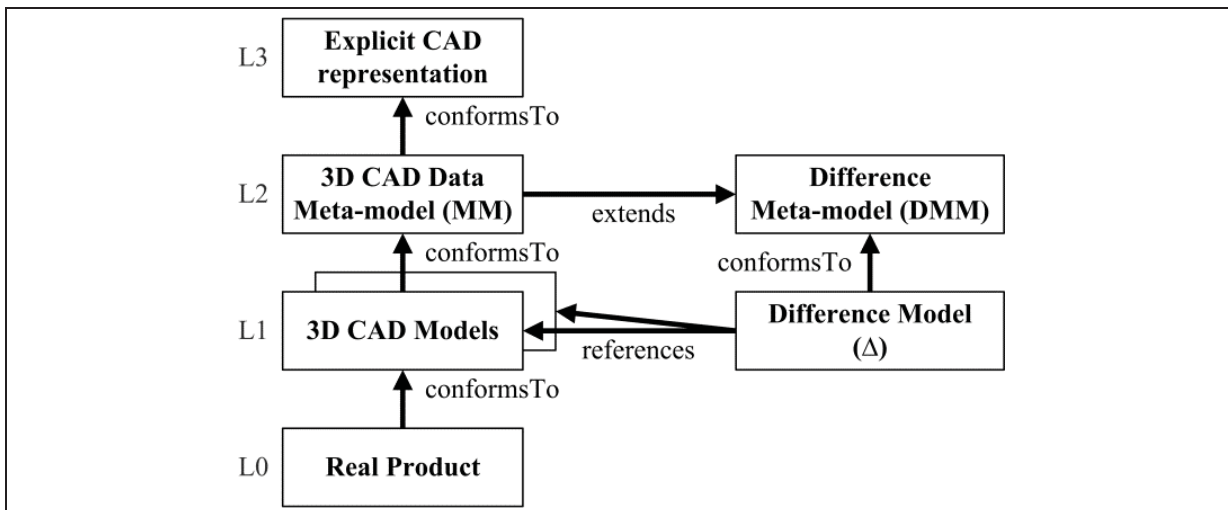 L3
Explicit CAD
representation
conformsTo
L2
3D CAD Data
Meta-model (MM)
extends
Difference
Meta-model (DMM)
conformsTo
conformsTo
L1
3D CAD Models
references
Difference Model
(Δ)
conformsTo
L0
Real Product